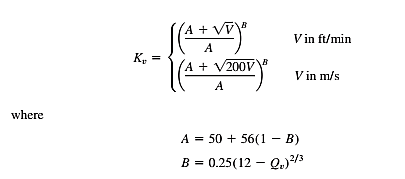 K_v = { ((A + √V) / A)^B    V in ft/min
((A + √200V) / A)^B    V in m/s
where
A = 50 + 56(1 − B)
B = 0.25(12 − Q_v)^2/3